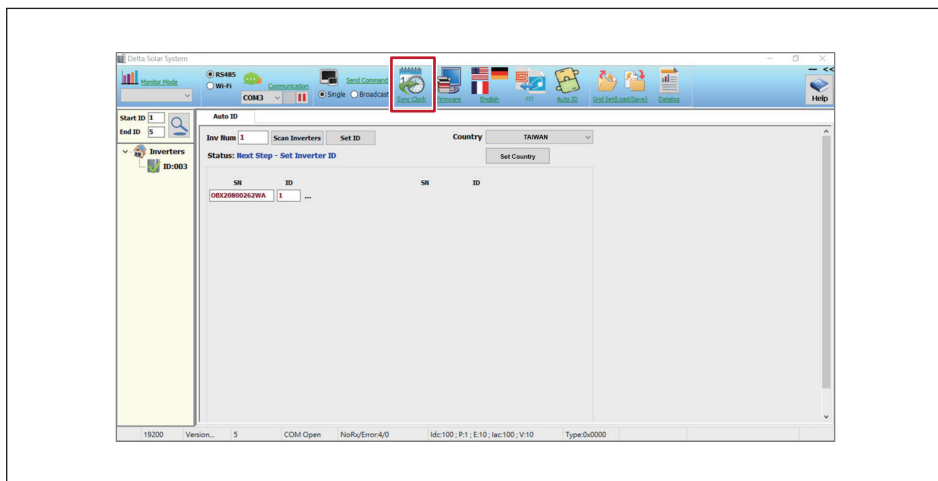 Delta Solar System
Monitor Mode
RS485
Wi-Fi
Communication
COM3
Send Command
Single Broadcast
Sync Clock
Firmware
English
Auto ID
Grid Set(Load/Save)
Datalog
<<
Help
Start ID 1
End ID 5
Inverters
ID:003
Auto ID
Inv Num 1 Scan Inverters Set ID Country TAIWAN
Status: Next Step - Set Inverter ID Set Country
SN ID SN ID
OBX20800262WA 1 ...
19200 Version... 5 COM Open NoRx/Error:4/0 Idc:100 ; P:1 ; E:10 ; Iac:100 ; V:10 Type:0x0000